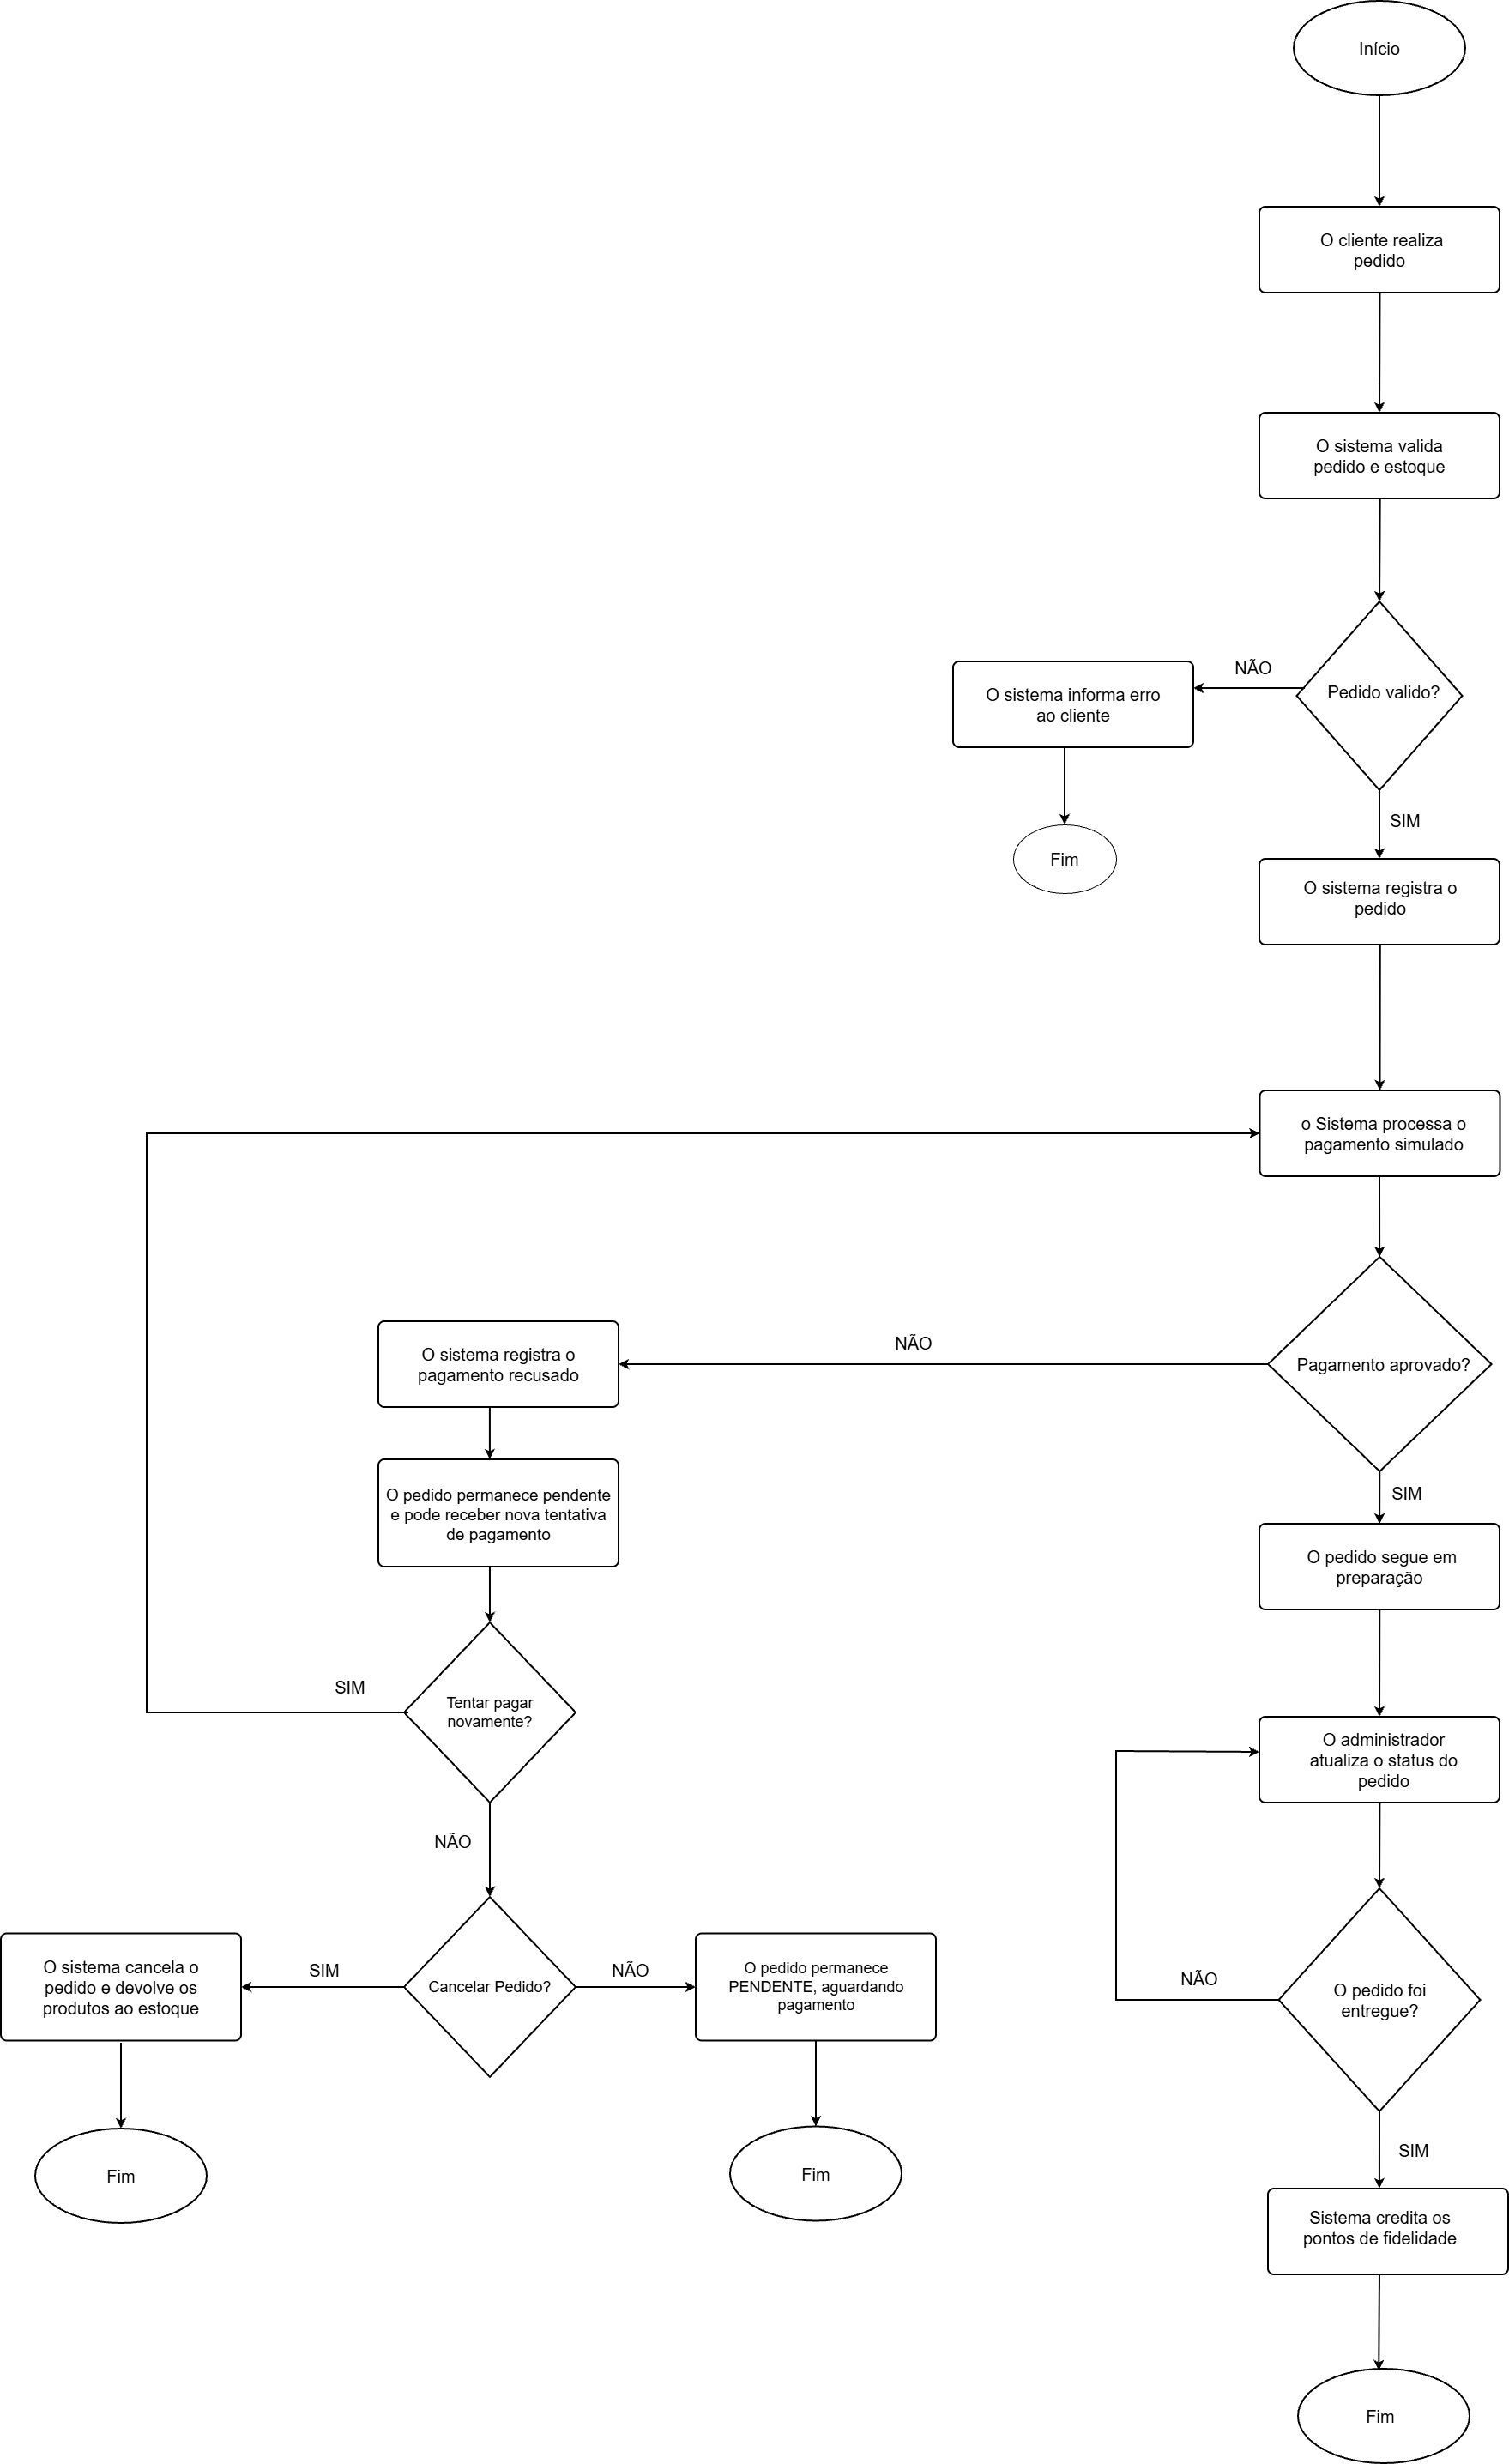 Início
O cliente realiza
pedido
O sistema valida
pedido e estoque
Pedido valido?
NÃO
O sistema informa erro
ao cliente
Fim
SIM
O sistema registra o
pedido
o Sistema processa o
pagamento simulado
Pagamento aprovado?
NÃO
O sistema registra o
pagamento recusado
O pedido permanece pendente
e pode receber nova tentativa
de pagamento
Tentar pagar
novamente?
SIM
NÃO
Cancelar Pedido?
SIM
O sistema cancela o
pedido e devolve os
produtos ao estoque
Fim
NÃO
O pedido permanece
PENDENTE, aguardando
pagamento
Fim
SIM
O pedido segue em
preparação
O administrador
atualiza o status do
pedido
O pedido foi
entregue?
NÃO
SIM
Sistema credita os
pontos de fidelidade
Fim